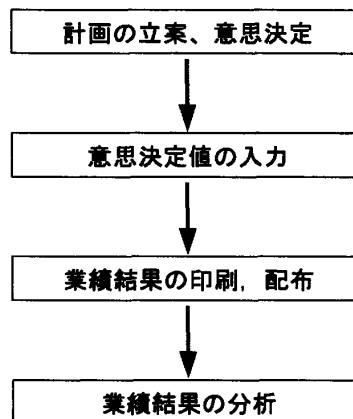 計画の立案、意思決定
意思決定値の入力
業績結果の印刷，配布
業績結果の分析